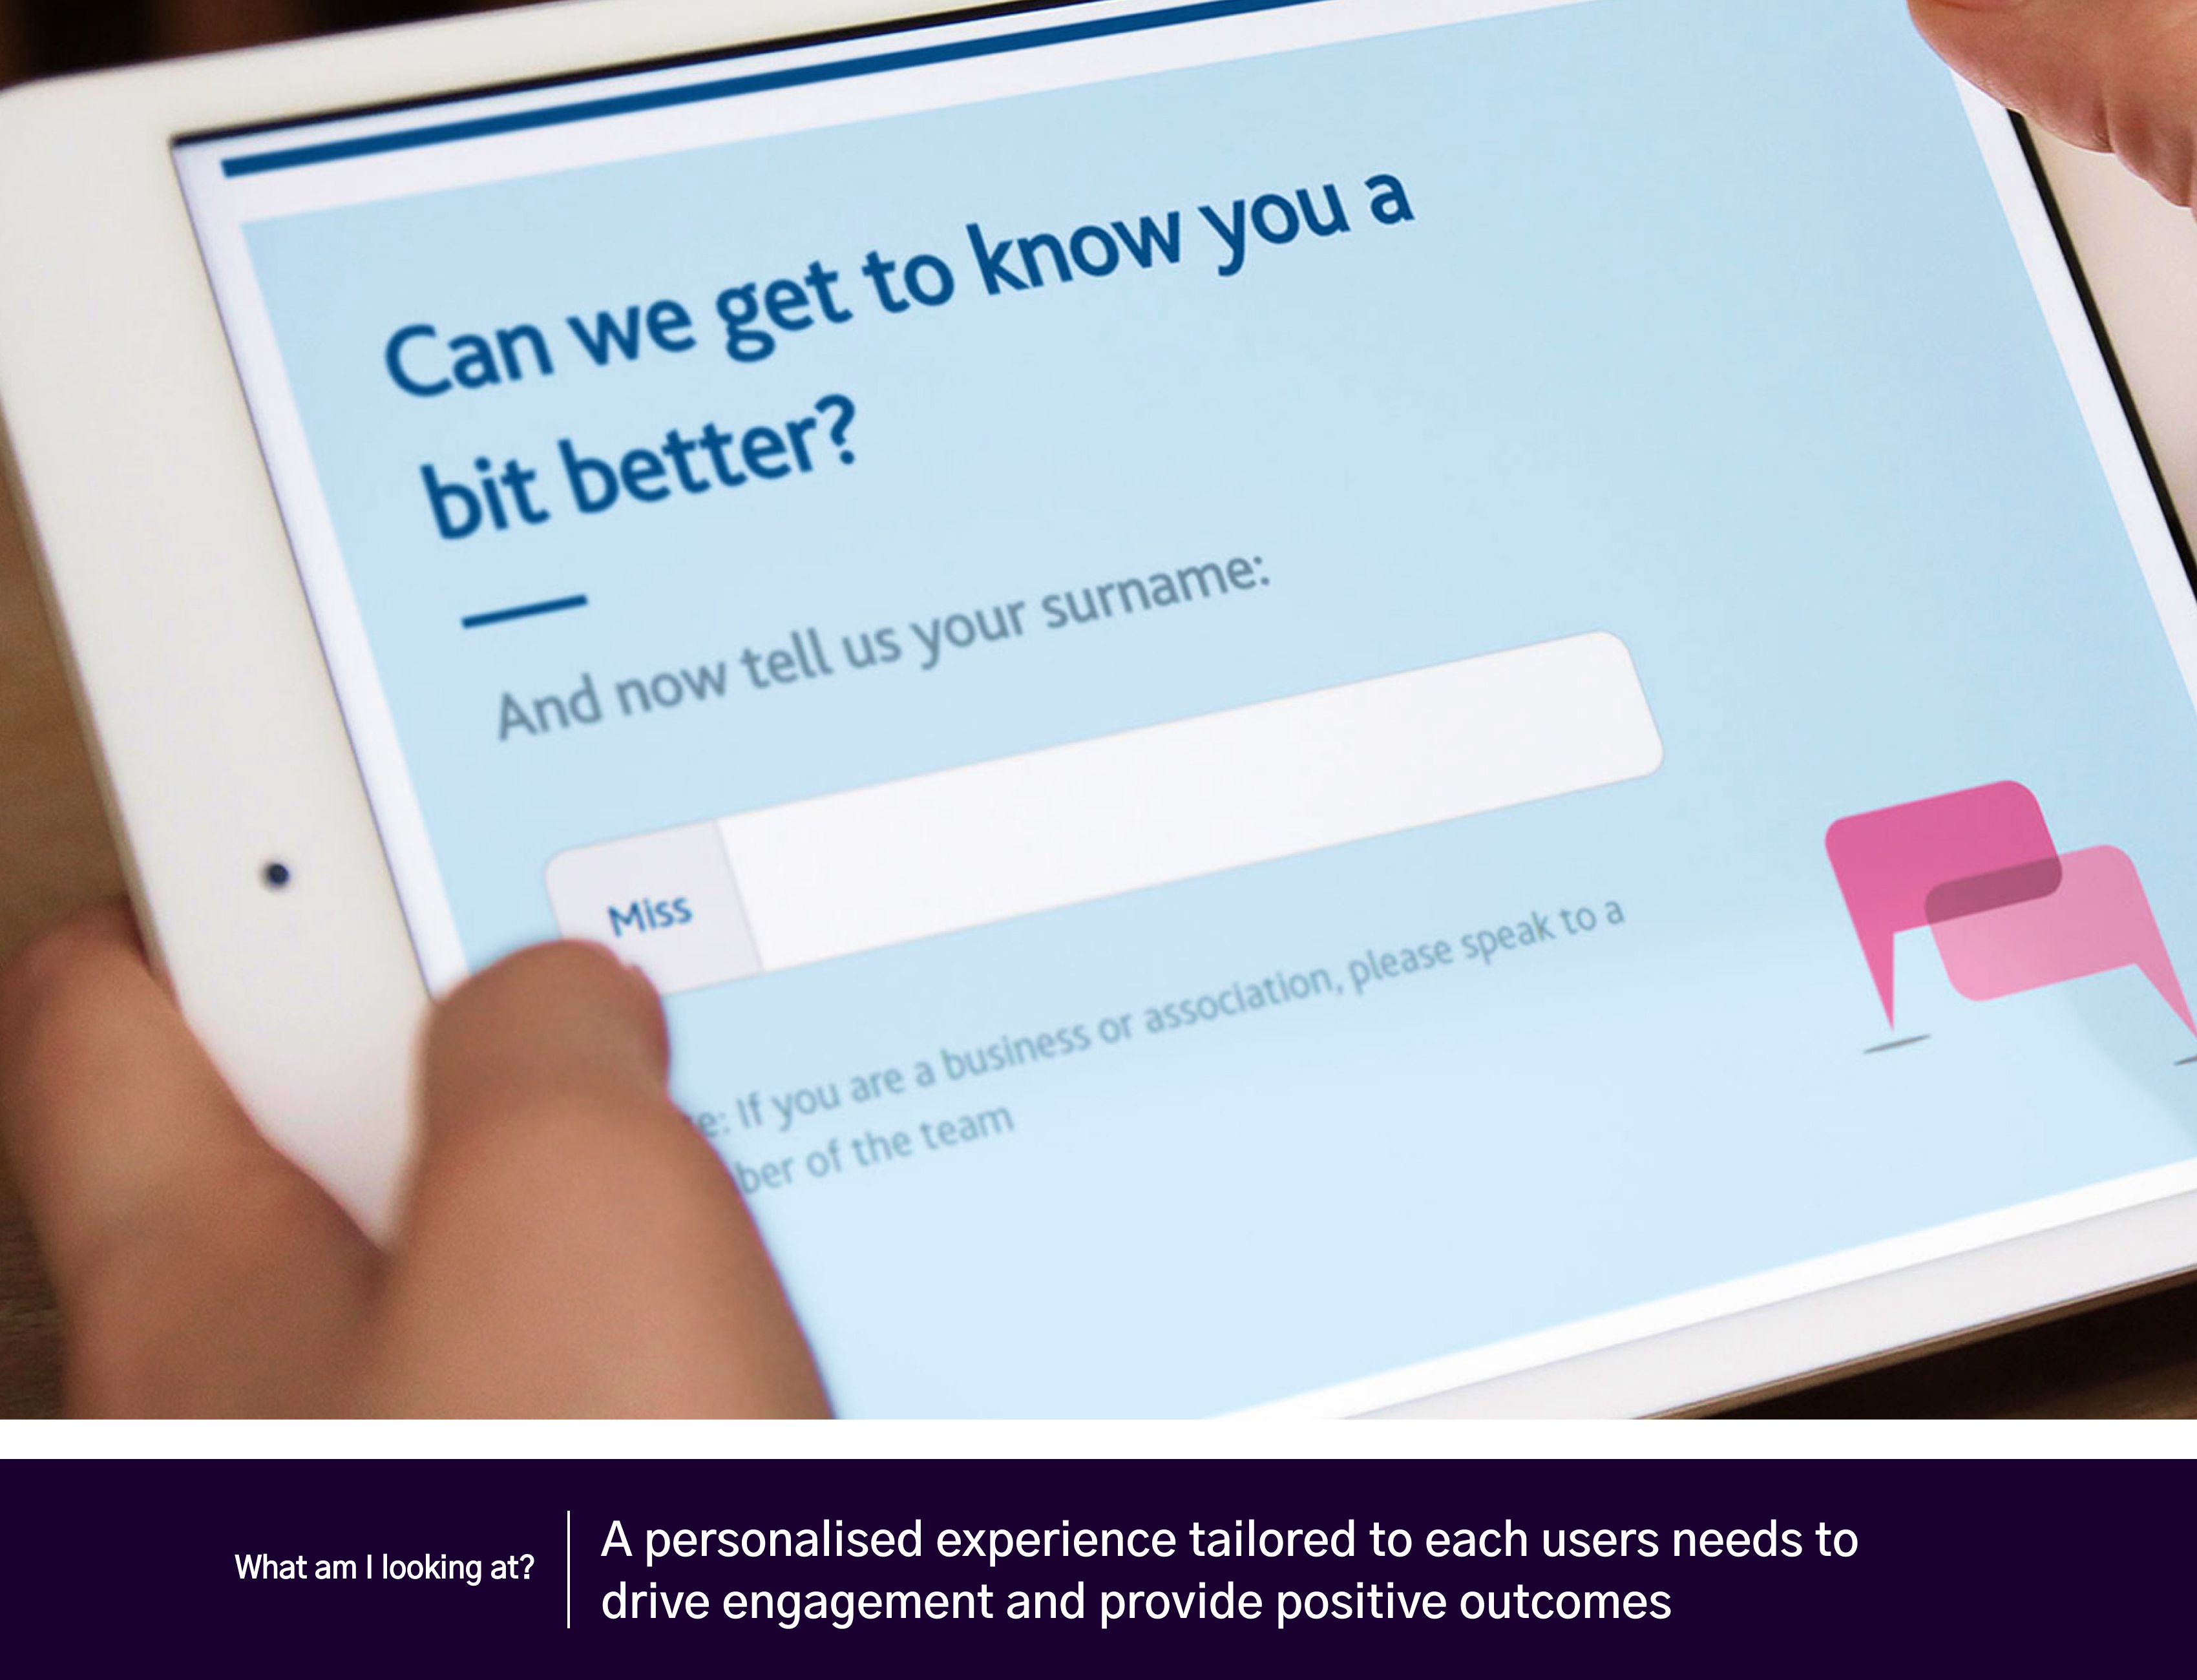 Can we get to know you a
bit better?
And now tell us your surname:
Miss
e: If you are a business or association, please speak to a
ber of the team
What am I looking at?
A personalised experience tailored to each users needs to
drive engagement and provide positive outcomes